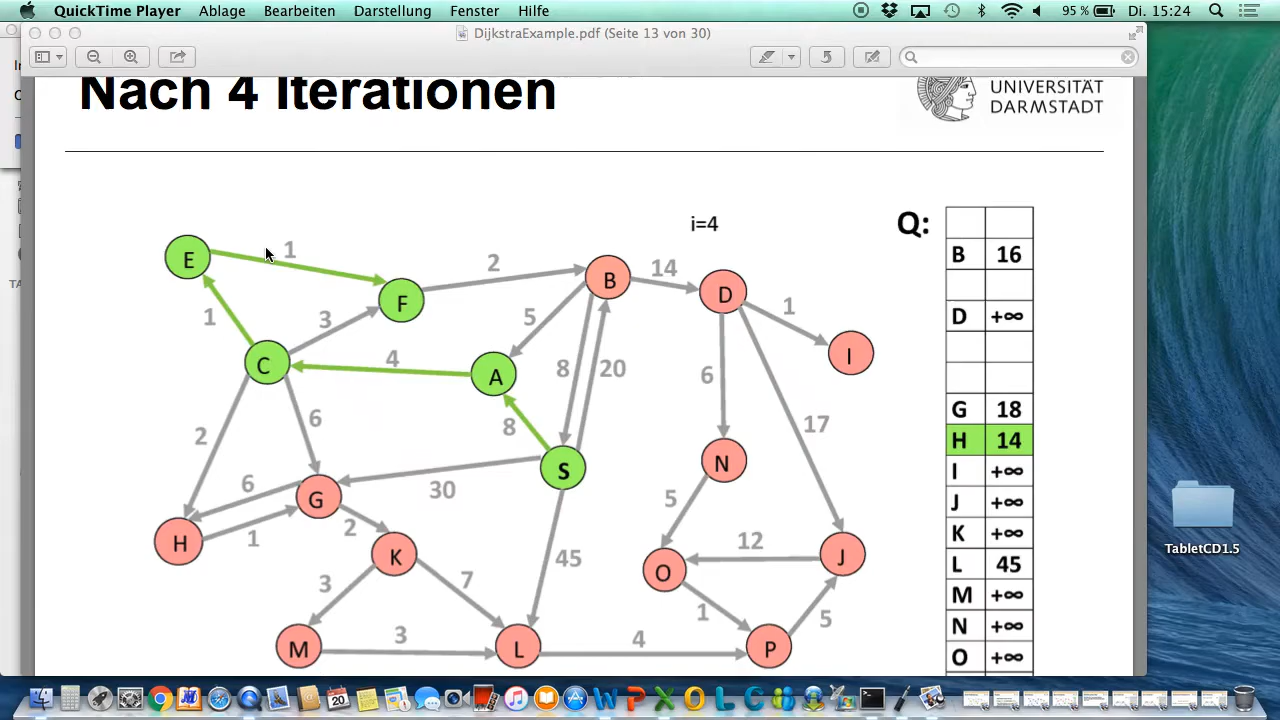 QuickTime Player Ablage Bearbeiten Darstellung Fenster Hilfe 95 % Di. 15:24
DijkstraExample.pdf (Seite 13 von 30)
Nach 4 Iterationen
UNIVERSITÄT
DARMSTADT
i=4
Q:
B 16
D +∞
G 18
H 14
I +∞
J +∞
K +∞
L 45
M +∞
N +∞
O +∞
E
1
F
2
B
14
D
1
I
1
3
5
C
4
A
8
20
6
2
6
8
S
17
N
6
G
30
5
H
1
2
K
45
O
12
J
3
7
1
5
M
3
L
4
P
TabletCD1.5